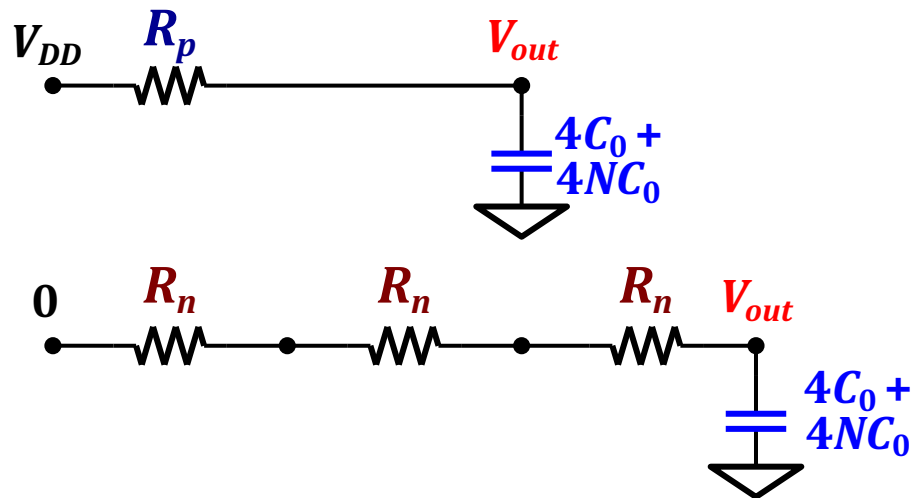 V_DD R_p V_out
4C_0 +
4NC_0
0 R_n R_n R_n V_out
4C_0 +
4NC_0